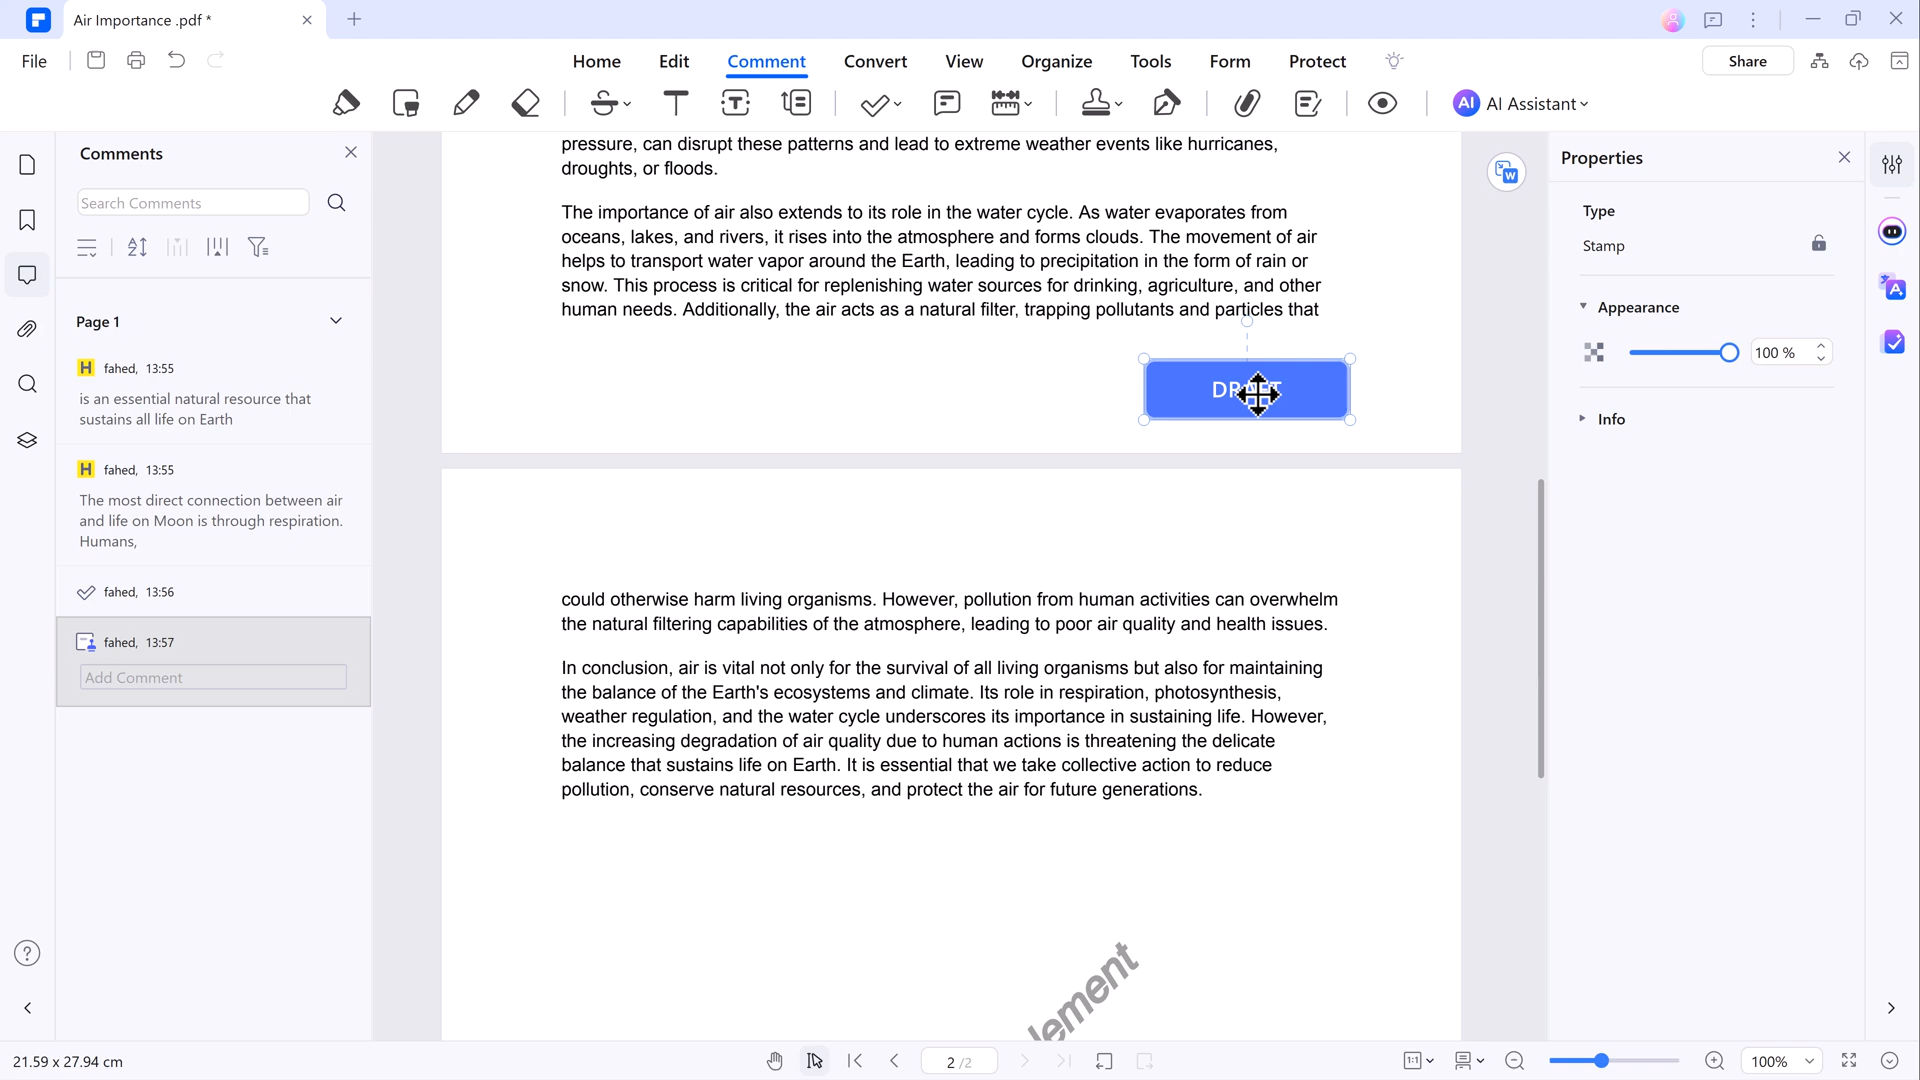 Air Importance .pdf *
File
Home
Edit
Comment
Convert
View
Organize
Tools
Form
Protect
Share
AI Assistant
Comments
Search Comments
Page 1
H fahed, 13:55
is an essential natural resource that
sustains all life on Earth
H fahed, 13:55
The most direct connection between air
and life on Moon is through respiration.
Humans,
fahed, 13:56
fahed, 13:57
Add Comment
pressure, can disrupt these patterns and lead to extreme weather events like hurricanes,
droughts, or floods.
The importance of air also extends to its role in the water cycle. As water evaporates from
oceans, lakes, and rivers, it rises into the atmosphere and forms clouds. The movement of air
helps to transport water vapor around the Earth, leading to precipitation in the form of rain or
snow. This process is critical for replenishing water sources for drinking, agriculture, and other
human needs. Additionally, the air acts as a natural filter, trapping pollutants and particles that
DRAFT
could otherwise harm living organisms. However, pollution from human activities can overwhelm
the natural filtering capabilities of the atmosphere, leading to poor air quality and health issues.
In conclusion, air is vital not only for the survival of all living organisms but also for maintaining
the balance of the Earth's ecosystems and climate. Its role in respiration, photosynthesis,
weather regulation, and the water cycle underscores its importance in sustaining life. However,
the increasing degradation of air quality due to human actions is threatening the delicate
balance that sustains life on Earth. It is essential that we take collective action to reduce
pollution, conserve natural resources, and protect the air for future generations.
lement
Properties
Type
Stamp
Appearance
100 %
Info
21.59 x 27.94 cm
2 /2
1:1
100%